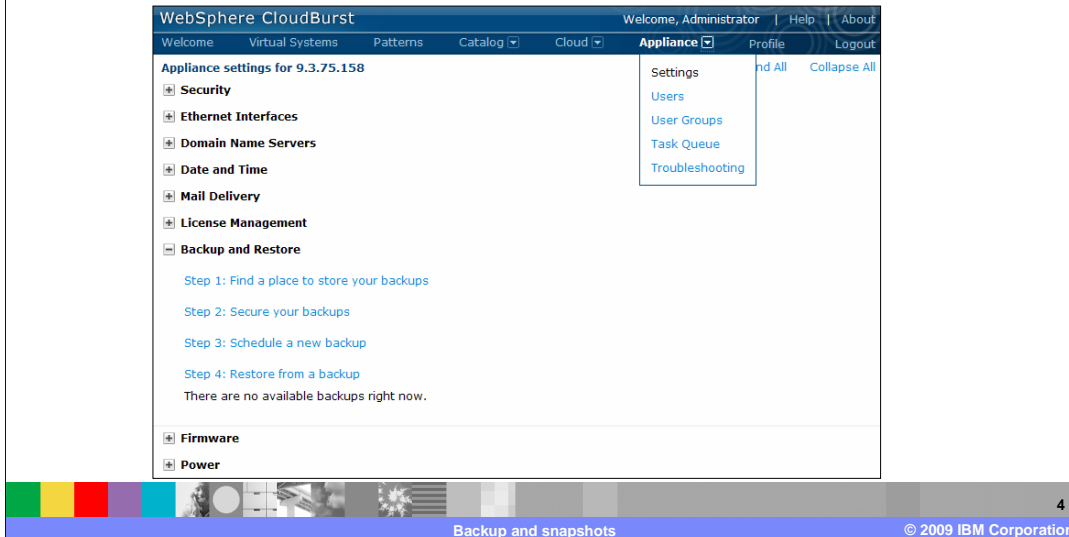 WebSphere CloudBurst Welcome, Administrator | Help | About
Welcome Virtual Systems Patterns Catalog Cloud Appliance Profile Logout
Appliance settings for 9.3.75.158 nd All Collapse All
Settings
Users
User Groups
Task Queue
Troubleshooting
Security
Ethernet Interfaces
Domain Name Servers
Date and Time
Mail Delivery
License Management
Backup and Restore
Step 1: Find a place to store your backups
Step 2: Secure your backups
Step 3: Schedule a new backup
Step 4: Restore from a backup
There are no available backups right now.
Firmware
Power
4
Backup and snapshots © 2009 IBM Corporation